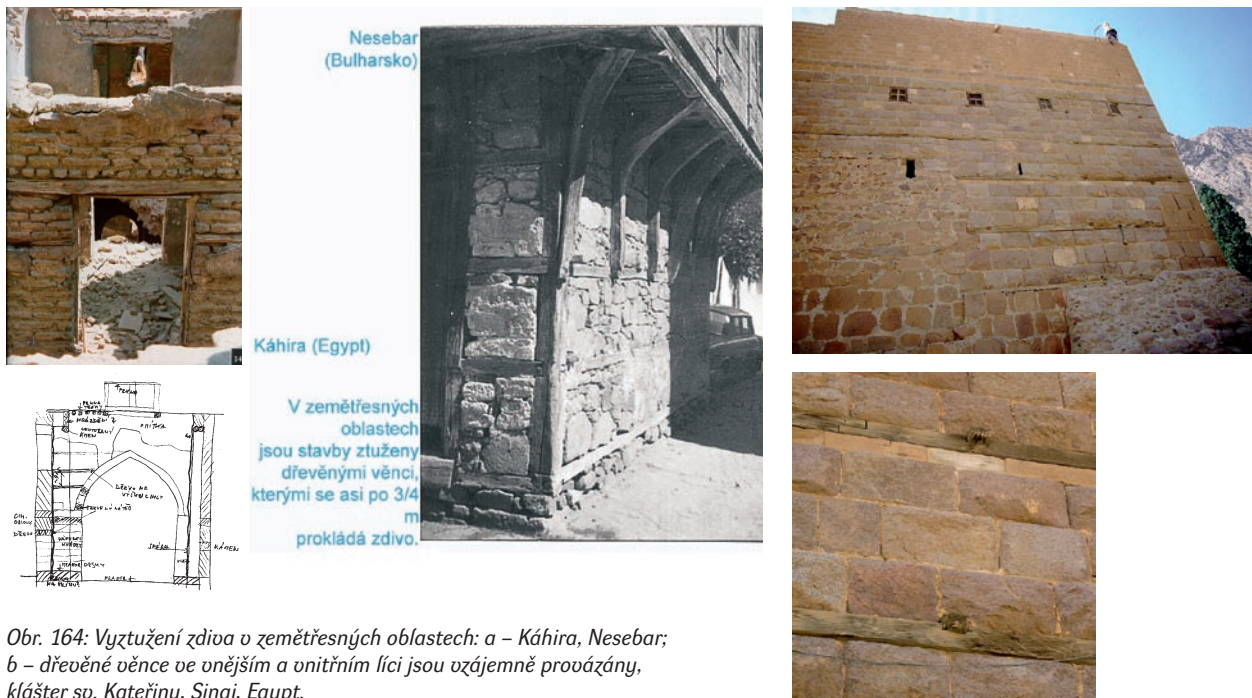 Nesebar
(Bulharsko)
Káhira (Egypt)
V zemětřesných
oblastech
jsou stavby ztuženy
dřevěnými věnci,
kterými se asi po 3/4
m
prokládá zdivo.
14
Obr. 164: Vyztužení zdiva v zemětřesných oblastech: a – Káhira, Nesebar;
b – dřevěné věnce ve vnějším a vnitřním líci jsou vzájemně provázány,
klášter sv. Kateřiny, Sinaj, Egypt.